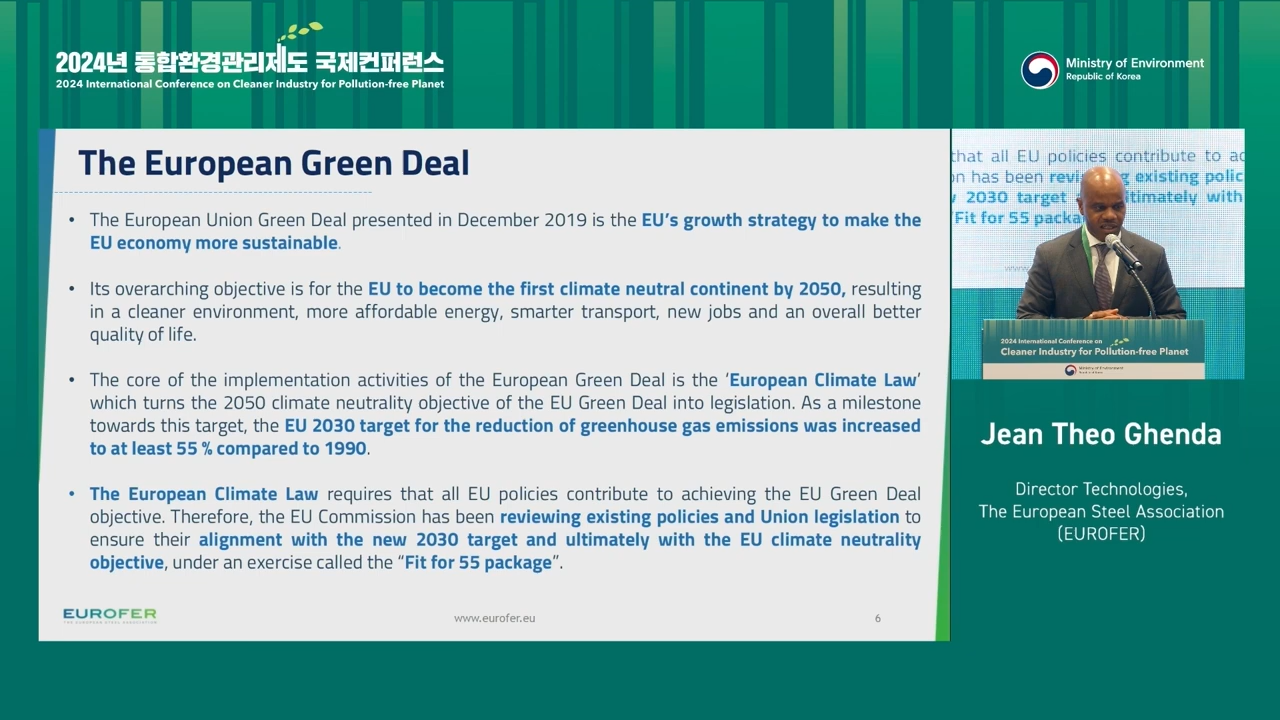 2024년 통합환경관리제도 국제컨퍼런스
2024 International Conference on Cleaner Industry for Pollution-free Planet
Ministry of Environment
Republic of Korea
The European Green Deal
• The European Union Green Deal presented in December 2019 is the EU's growth strategy to make the
EU economy more sustainable.
• Its overarching objective is for the EU to become the first climate neutral continent by 2050, resulting
in a cleaner environment, more affordable energy, smarter transport, new jobs and an overall better
quality of life.
• The core of the implementation activities of the European Green Deal is the ‘European Climate Law’
which turns the 2050 climate neutrality objective of the EU Green Deal into legislation. As a milestone
towards this target, the EU 2030 target for the reduction of greenhouse gas emissions was increased
to at least 55 % compared to 1990.
• The European Climate Law requires that all EU policies contribute to achieving the EU Green Deal
objective. Therefore, the EU Commission has been reviewing existing policies and Union legislation to
ensure their alignment with the new 2030 target and ultimately with the EU climate neutrality
objective, under an exercise called the “Fit for 55 package”.
EUROFER
THE EUROPEAN STEEL ASSOCIATION
www.eurofer.eu
6
that all EU policies contribute to ac
on has been existing polic
2030 target with
“Fit for 55
2024 International Conference on
Cleaner Industry for Pollution-free Planet
Ministry of Environment
Jean Theo Ghenda
Director Technologies,
The European Steel Association
(EUROFER)